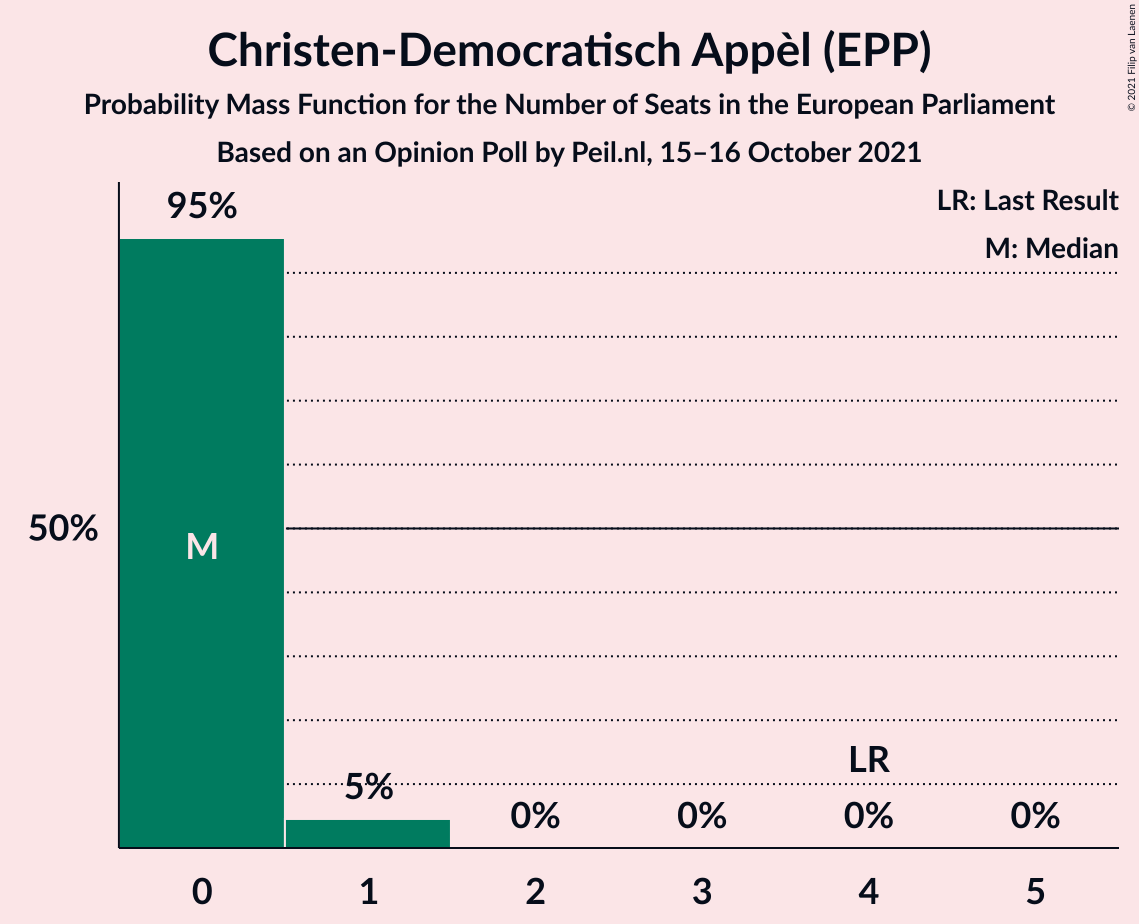 Christen-Democratisch Appèl (EPP)
Probability Mass Function for the Number of Seats in the European Parliament
Based on an Opinion Poll by Peil.nl, 15–16 October 2021
© 2021 Filip van Laenen
LR: Last Result
M: Median
95%
50%
M
5%
0%
0%
LR
0%
0%
0 1 2 3 4 5